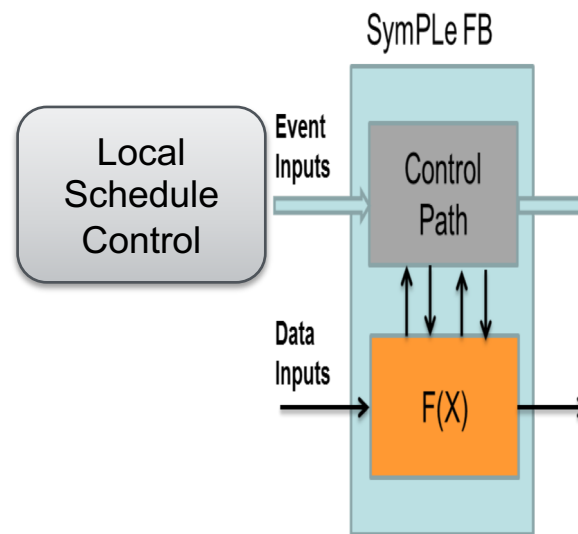 SymPLe FB
Local
Schedule
Control
Event
Inputs
Control
Path
Data
Inputs
F(X)